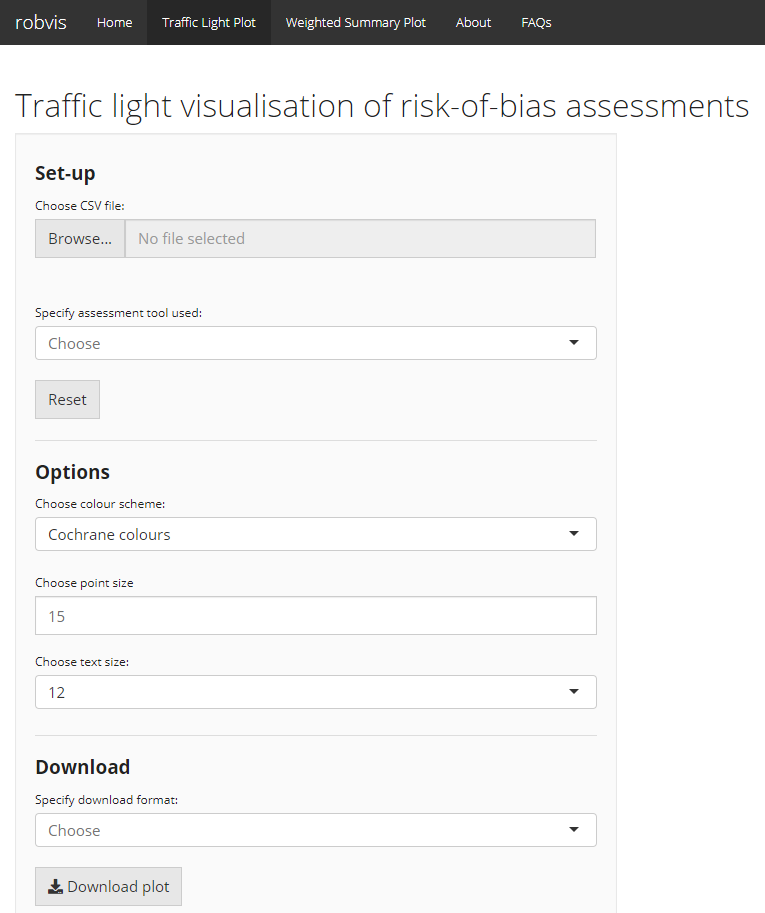 robvis Home Traffic Light Plot Weighted Summary Plot About FAQs
Traffic light visualisation of risk-of-bias assessments
Set-up
Choose CSV file:
Browse... No file selected
Specify assessment tool used:
Choose
Reset
Options
Choose colour scheme:
Cochrane colours
Choose point size
15
Choose text size:
12
Download
Specify download format:
Choose
Download plot